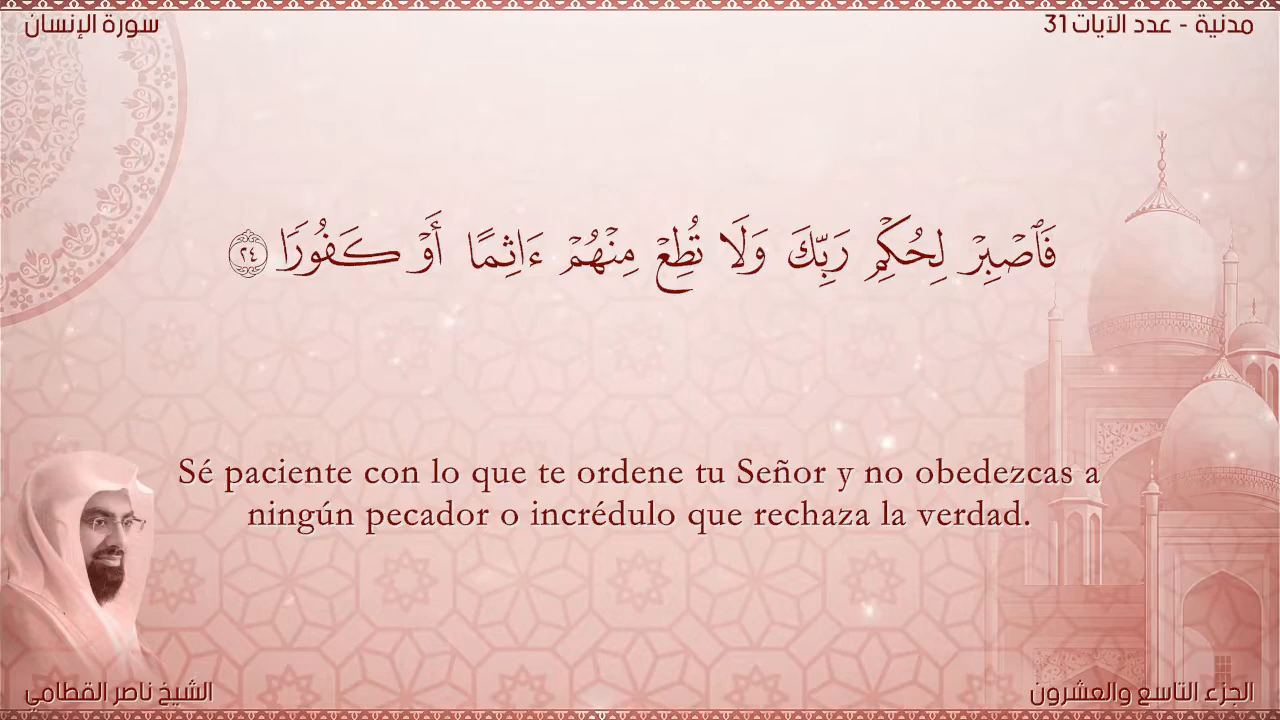 سورة الإنسان
مدنية - عدد الآيات 31
فَٱصۡبِرۡ لِحُكۡمِ رَبِّكَ وَلَا تُطِعۡ مِنۡهُمۡ ءَاثِمًا أَوۡ كَفُورٗا ٢٤
Sé paciente con lo que te ordene tu Señor y no obedezcas a
ningún pecador o incrédulo que rechaza la verdad.
الشيخ ناصر القطامي
الجزء التاسع والعشرون